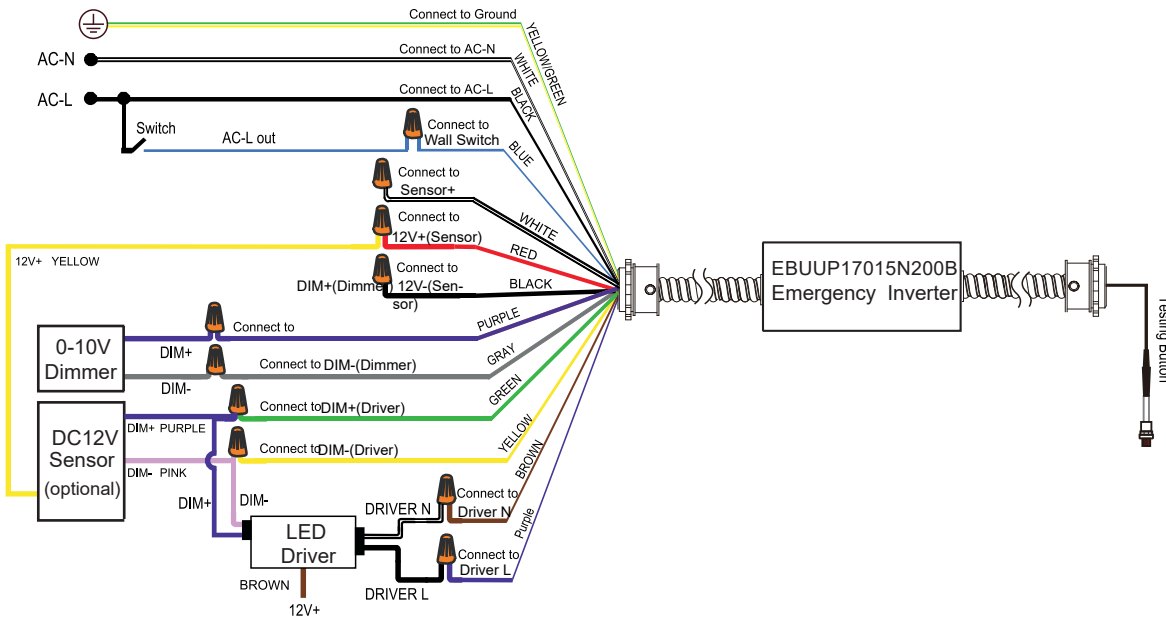 Connect to Ground
YELLOW/GREEN
AC-N
Connect to AC-N
WHITE
AC-L
Connect to AC-L
BLACK
Switch
AC-L out
Connect to
Wall Switch
BLUE
Connect to
Sensor+
WHITE
Connect to
12V+(Sensor)
RED
12V+ YELLOW
Connect to
DIM+(Dimmer) 12V-(Sen-
sor)
BLACK
EBUUP17015N200B
Emergency Inverter
Testing Button
0-10V
Dimmer
DIM+
Connect to
PURPLE
DIM-
Connect to DIM-(Dimmer)
GRAY
DC12V
Sensor
(optional)
DIM+ PURPLE
Connect to DIM+(Driver)
GREEN
DIM- PINK
Connect to DIM-(Driver)
YELLOW
DIM+
DIM-
LED
Driver
DRIVER N
Connect to
Driver N
BROWN
DRIVER L
Connect to
Driver L
Purple
BROWN
12V+